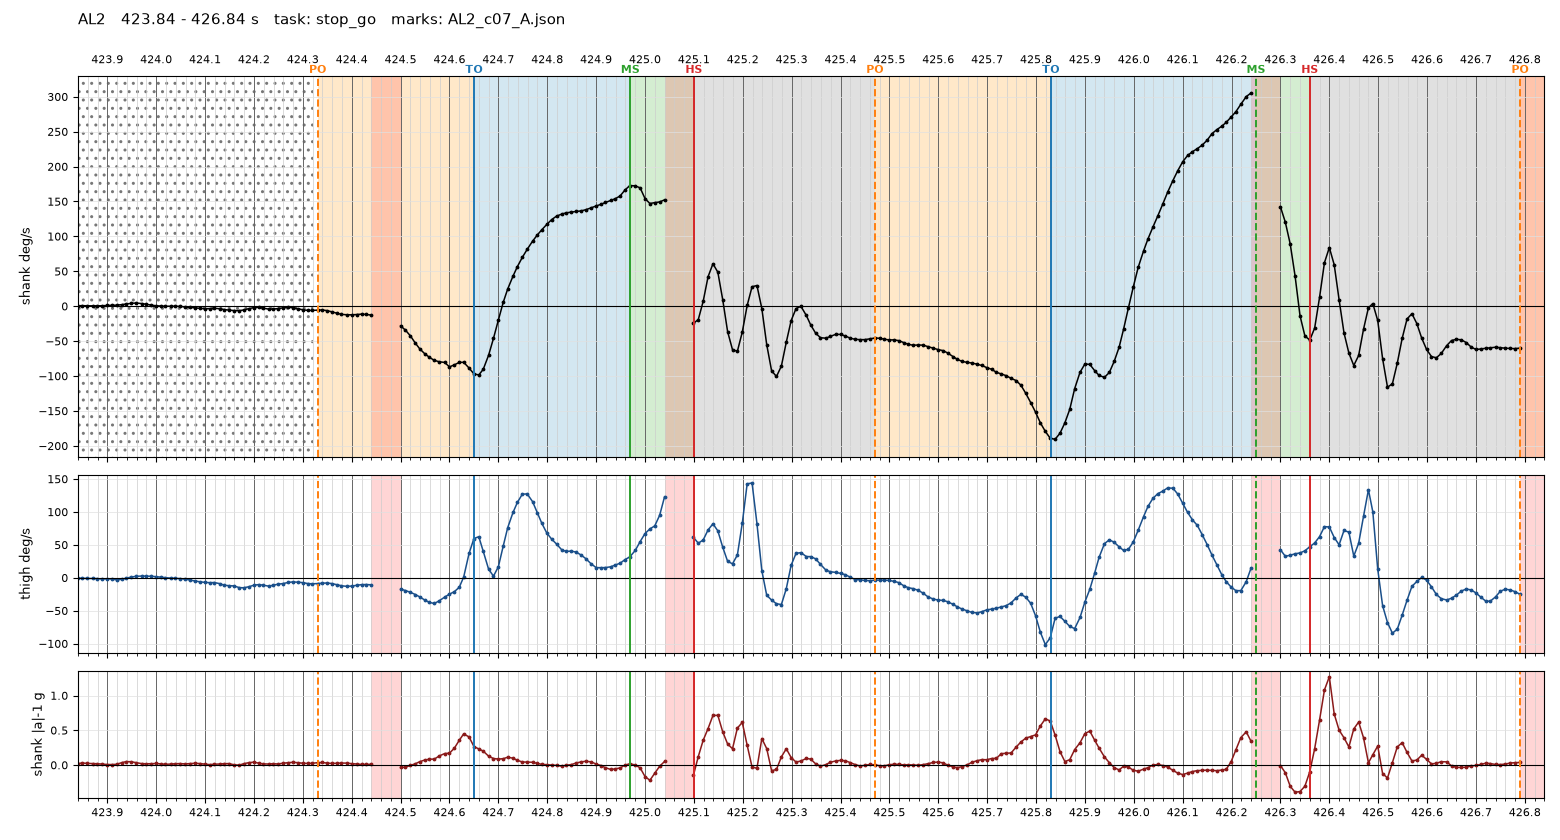 AL2   423.84 - 426.84 s   task: stop_go   marks: AL2_c07_A.json
423.9 424.0 424.1 424.2 424.3 424.4 424.5 424.6 424.7 424.8 424.9 425.0 425.1 425.2 425.3 425.4 425.5 425.6 425.7 425.8 425.9 426.0 426.1 426.2 426.3 426.4 426.5 426.6 426.7 426.8
PO TO MS HS PO TO MS HS PO
shank deg/s
300
250
200
150
100
50
0
−50
−100
−150
−200
thigh deg/s
150
100
50
0
−50
−100
shank |a|-1 g
1.0
0.5
0.0
423.9 424.0 424.1 424.2 424.3 424.4 424.5 424.6 424.7 424.8 424.9 425.0 425.1 425.2 425.3 425.4 425.5 425.6 425.7 425.8 425.9 426.0 426.1 426.2 426.3 426.4 426.5 426.6 426.7 426.8